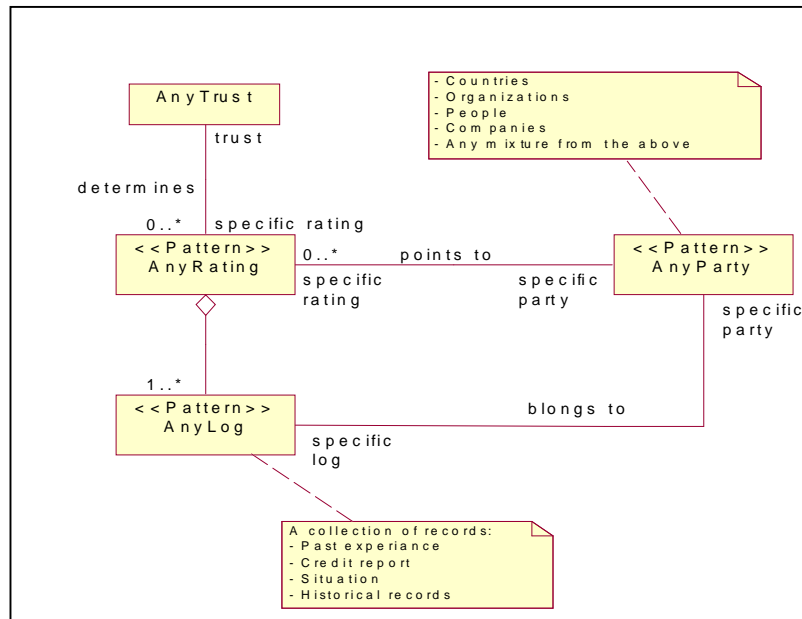 AnyTrust
trust
determines
0..*
specific rating
<<Pattern>>
AnyRating
0..*
specific
rating
points to
specific
party
- Countries
- Organizations
- People
- Companies
- Any mixture from the above
<<Pattern>>
AnyParty
specific
party
1..*
<<Pattern>>
AnyLog
specific
log
blongs to
A collection of records:
- Past experiance
- Credit report
- Situation
- Historical records